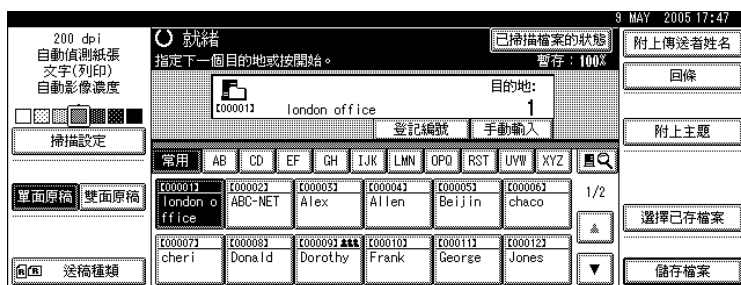 9 MAY 2005 17:47
200 dpi
自動偵測紙張
文字(列印)
自動影像濃度
掃描設定
單面原稿 雙面原稿
送稿種類
就緒 已掃描檔案的狀態
指定下一個目的地或按開始。 暫存:100%
目的地:
[00001] london office 1
登記編號 手動輸入
常用 AB CD EF GH IJK LMN OPQ RST UVW XYZ
[00001] [00002] [00003] [00004] [00005] [00006]
london o ABC-NET Alex Allen Beijin chaco
ffice
1/2
[00007] [00008] [00009] [00010] [00011] [00012]
cheri Donald Dorothy Frank George Jones
附上傳送者姓名
回條
附上主題
選擇已存檔案
儲存檔案